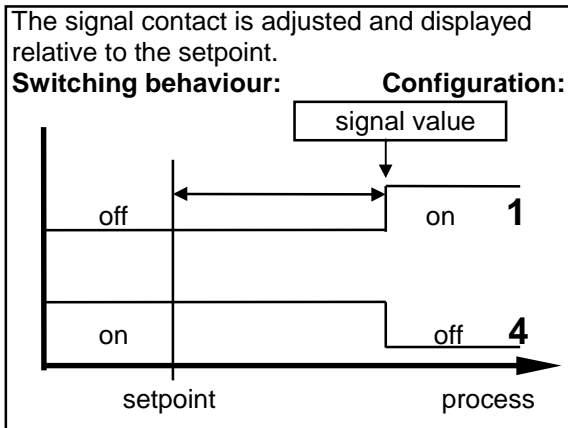 The signal contact is adjusted and displayed
relative to the setpoint.
Switching behaviour: Configuration:
signal value
off on 1
on off 4
setpoint process